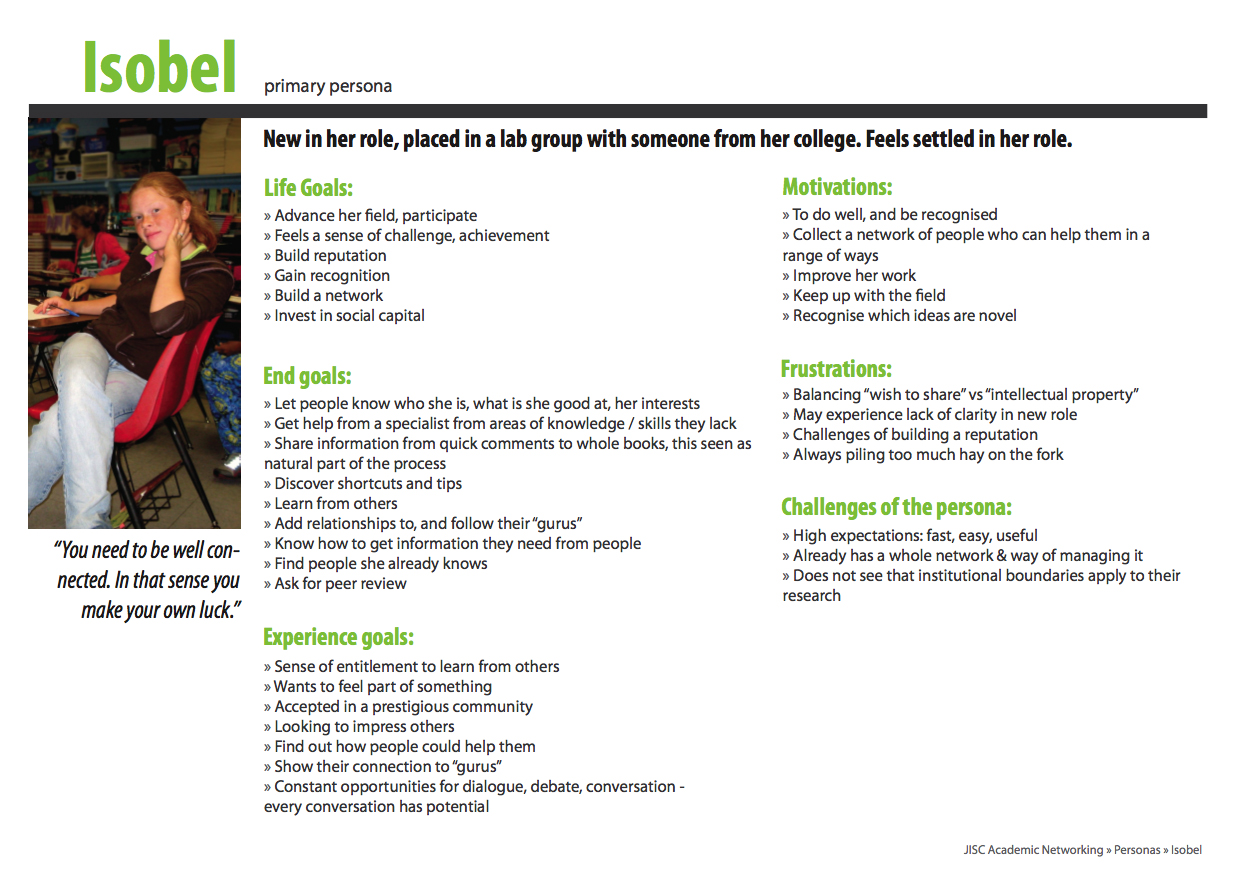 Isobel
primary persona
New in her role, placed in a lab group with someone from her college. Feels settled in her role.
“You need to be well con-
nected. In that sense you
make your own luck.”
Life Goals:
» Advance her field, participate
» Feels a sense of challenge, achievement
» Build reputation
» Gain recognition
» Build a network
» Invest in social capital
End goals:
» Let people know who she is, what is she good at, her interests
» Get help from a specialist from areas of knowledge / skills they lack
» Share information from quick comments to whole books, this seen as
natural part of the process
» Discover shortcuts and tips
» Learn from others
» Add relationships to, and follow their “gurus”
» Know how to get information they need from people
» Find people she already knows
» Ask for peer review
Experience goals:
» Sense of entitlement to learn from others
» Wants to feel part of something
» Accepted in a prestigious community
» Looking to impress others
» Find out how people could help them
» Show their connection to “gurus”
» Constant opportunities for dialogue, debate, conversation -
every conversation has potential
Motivations:
» To do well, and be recognised
» Collect a network of people who can help them in a
range of ways
» Improve her work
» Keep up with the field
» Recognise which ideas are novel
Frustrations:
» Balancing “wish to share” vs “intellectual property”
» May experience lack of clarity in new role
» Challenges of building a reputation
» Always piling too much hay on the fork
Challenges of the persona:
» High expectations: fast, easy, useful
» Already has a whole network & way of managing it
» Does not see that institutional boundaries apply to their
research
JISC Academic Networking » Personas » Isobel